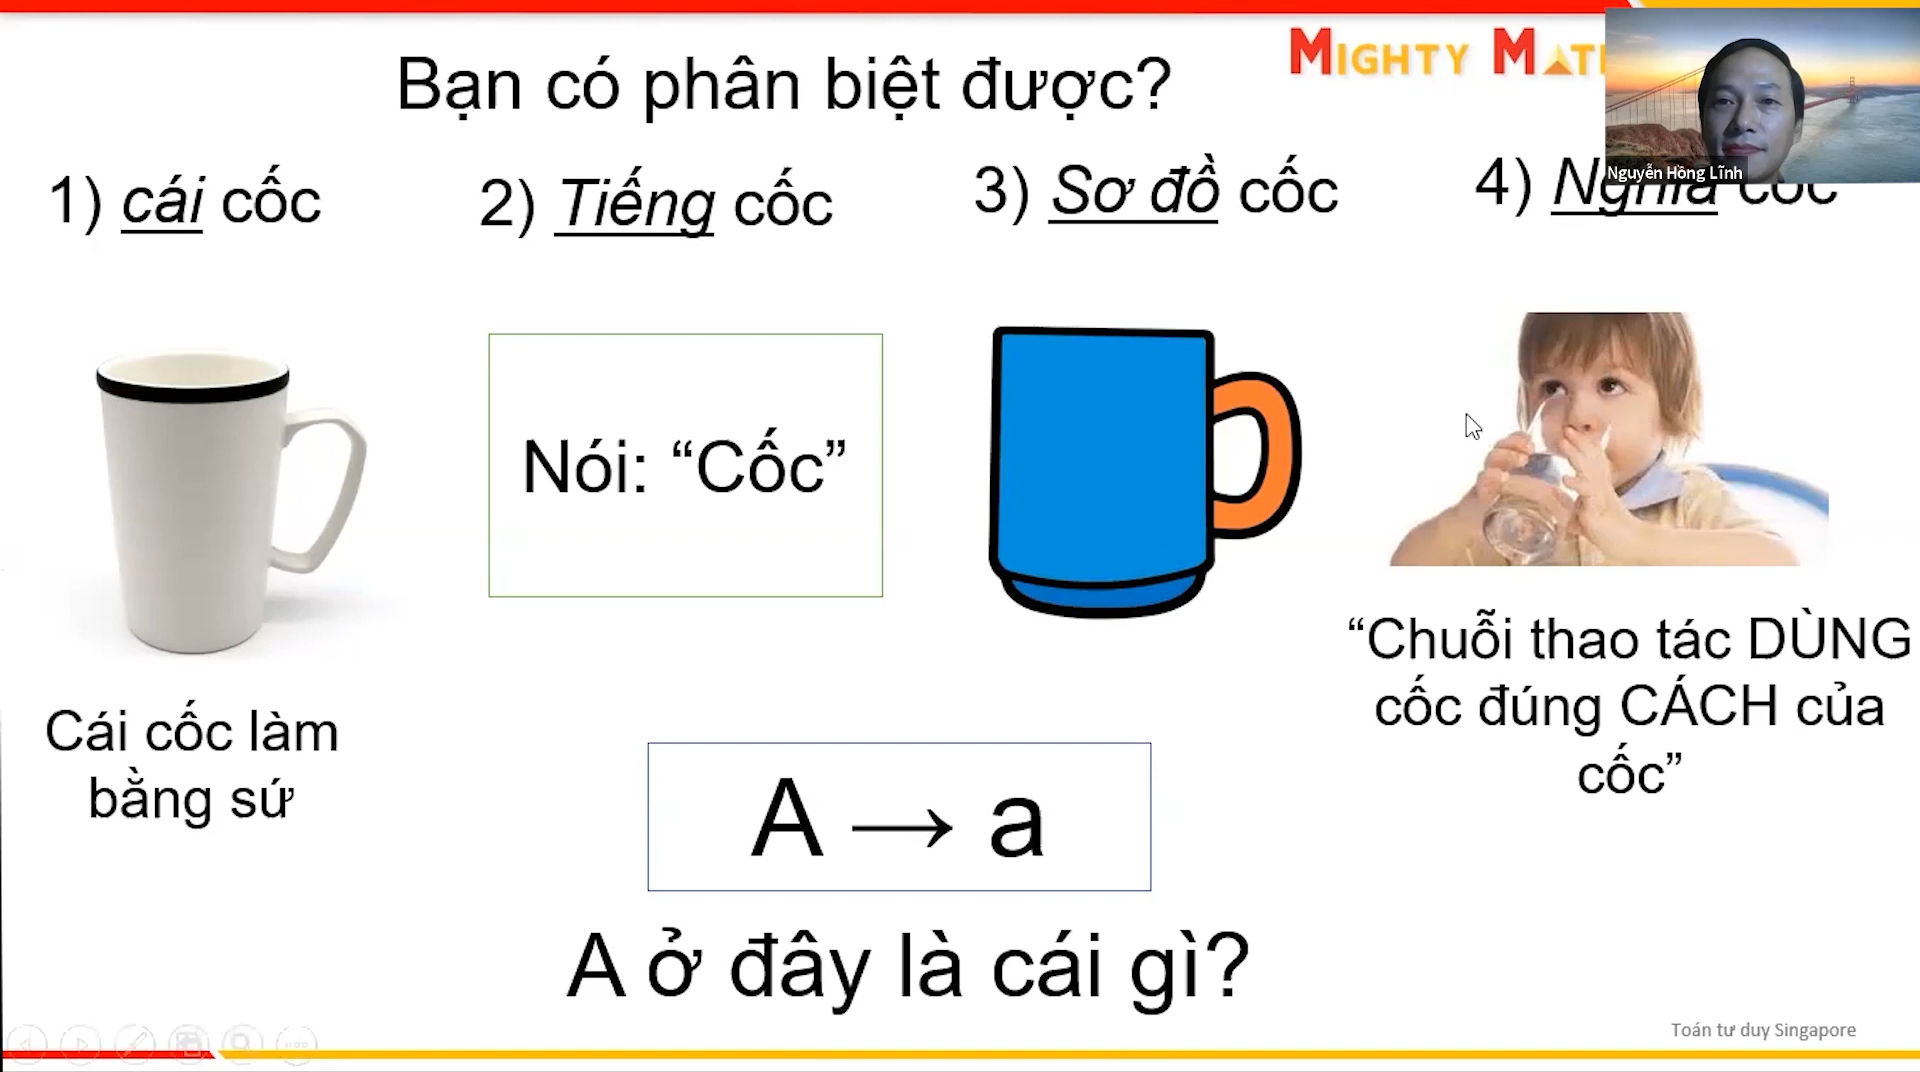 Bạn có phân biệt được?
MIGHTY
Nguyễn Hồng Lĩnh
1) cái cốc
2) Tiếng cốc
3) Sơ đồ cốc
4) Nghĩa cốc
Nói: “Cốc”
Cái cốc làm
bằng sứ
“Chuỗi thao tác DÙNG
cốc đúng CÁCH của
cốc”
A → a
A ở đây là cái gì?
Toán tư duy Singapore